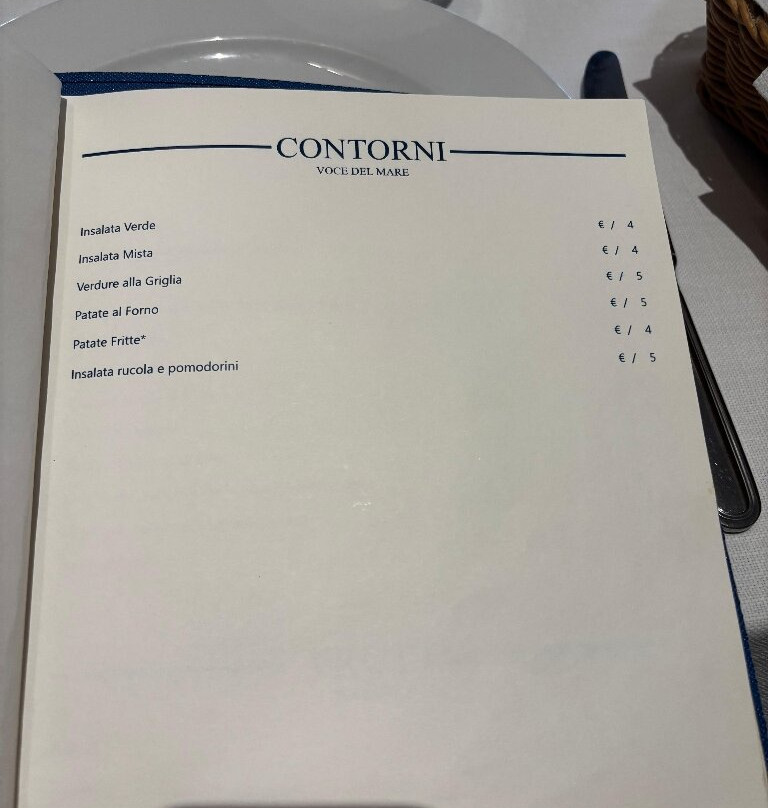 CONTORNI
VOCE DEL MARE
Insalata Verde € / 4
Insalata Mista € / 4
Verdure alla Griglia € / 5
Patate al Forno € / 5
Patate Fritte* € / 4
Insalata rucola e pomodorini € / 5